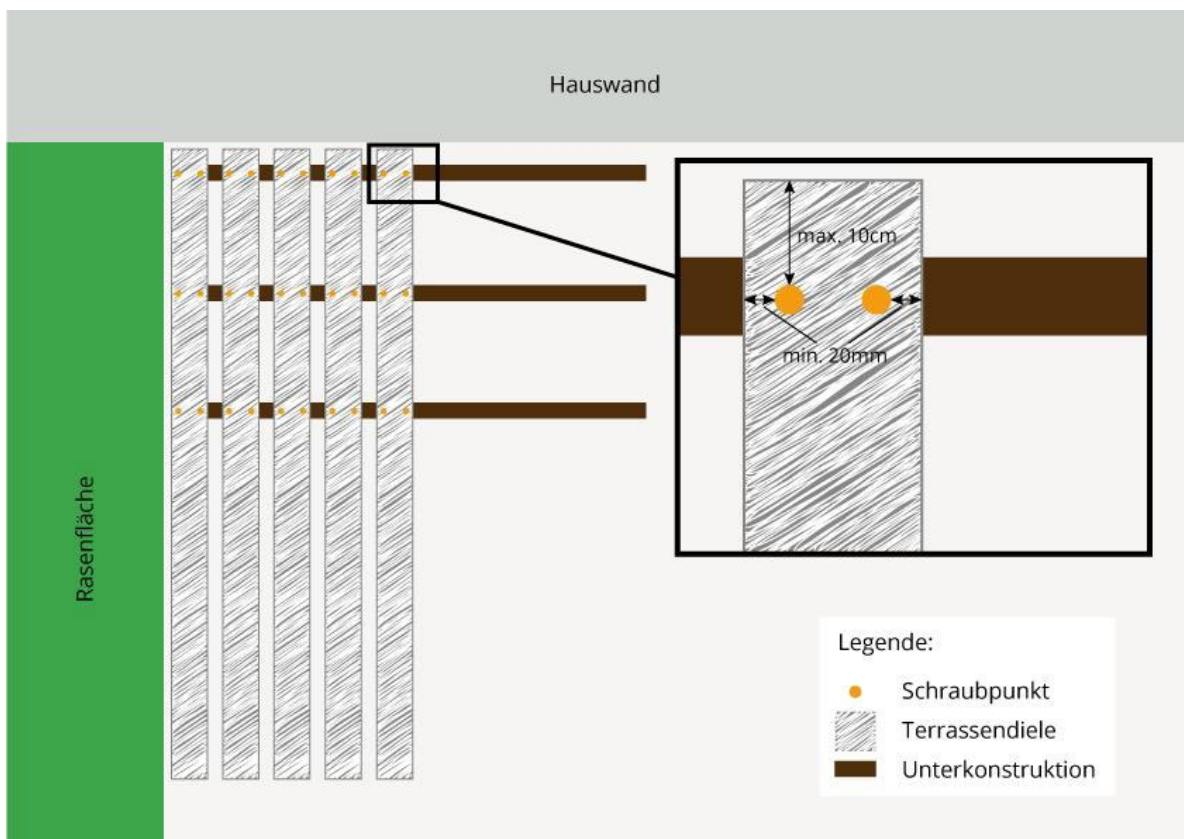 Hauswand
Rasenfläche
max. 10cm
min. 20mm
Legende:
Schraubpunkt
Terrassendiele
Unterkonstruktion